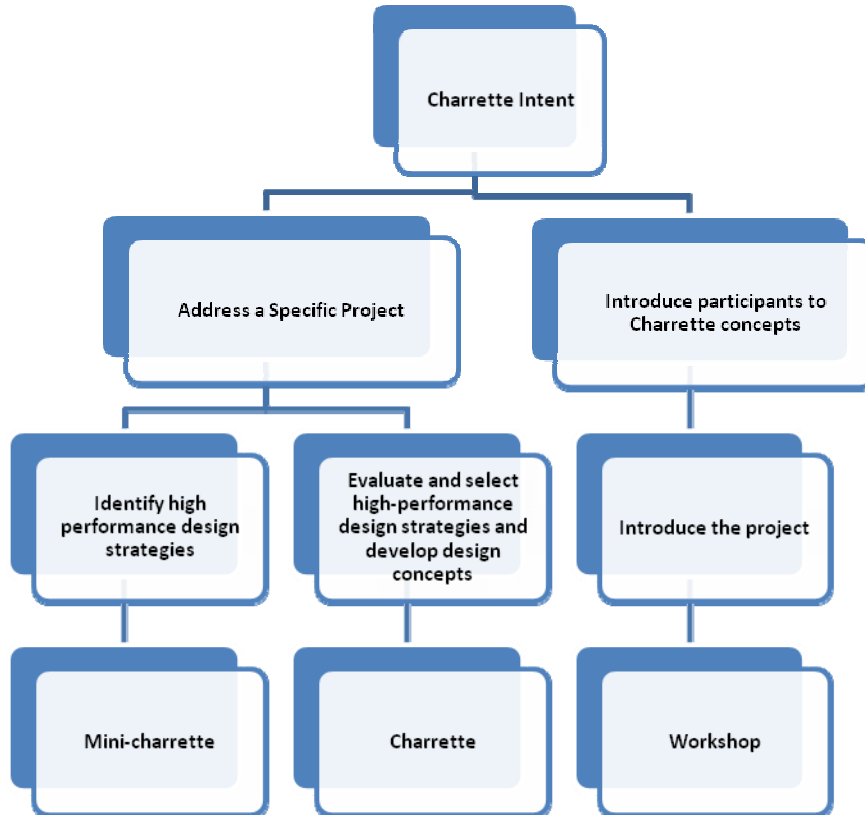 Charrette Intent
Address a Specific Project
Introduce participants to
Charrette concepts
Identify high
performance design
strategies
Evaluate and select
high-performance
design strategies and
develop design
concepts
Introduce the project
Mini-charrette
Charrette
Workshop